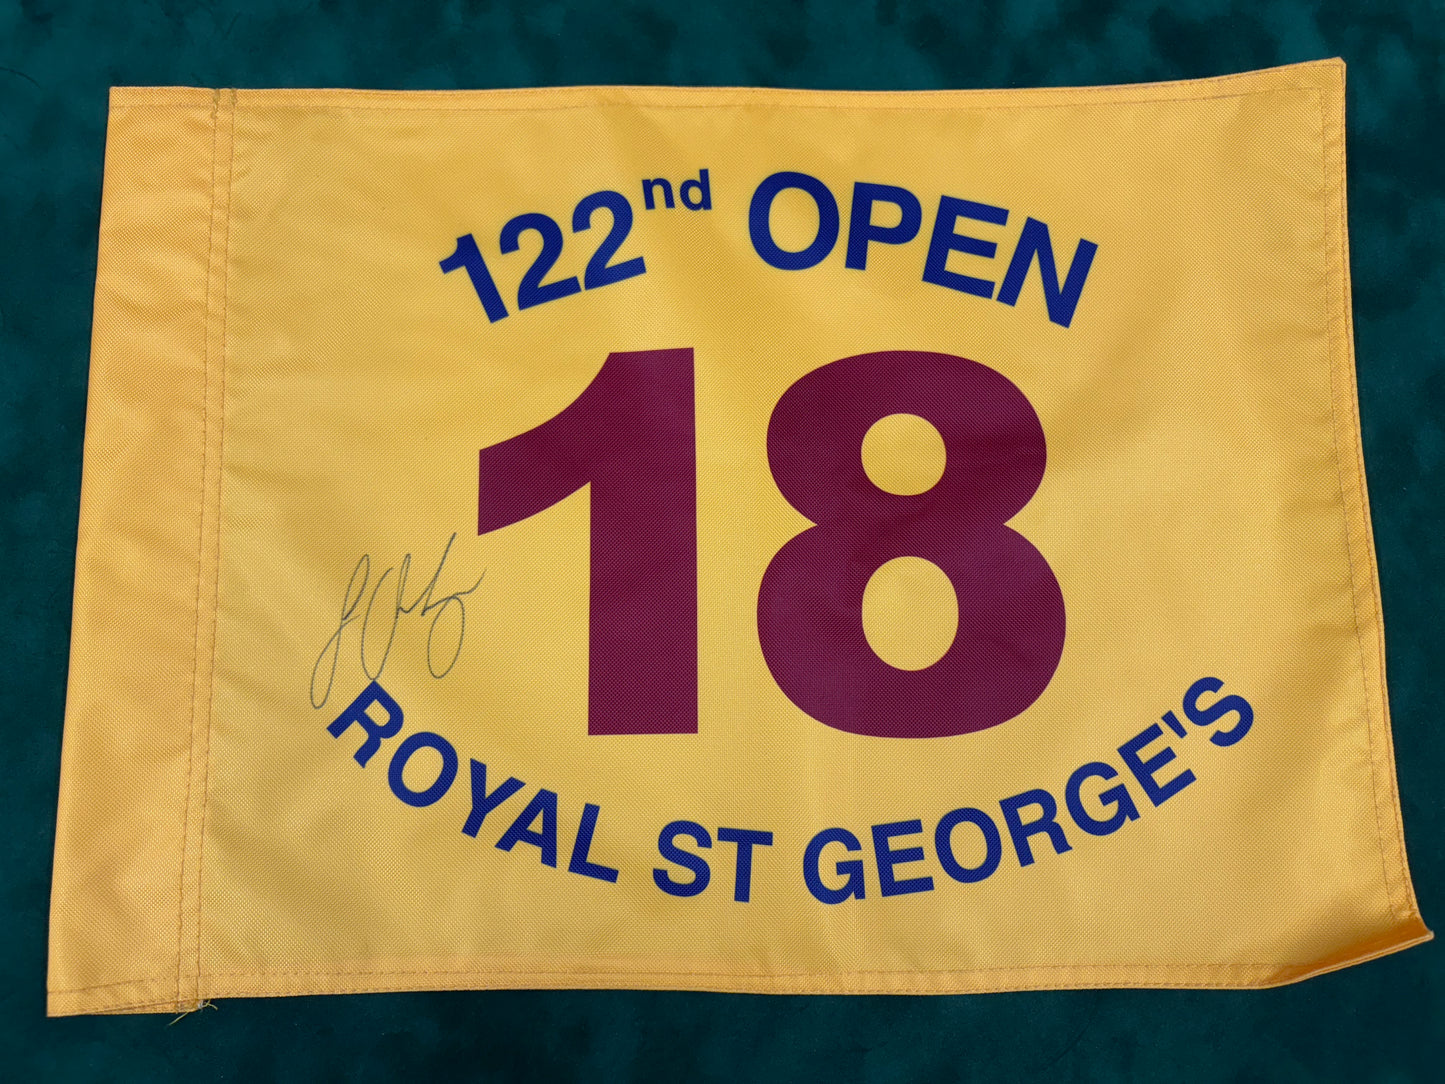 122nd OPEN
18
ROYAL ST GEORGE'S